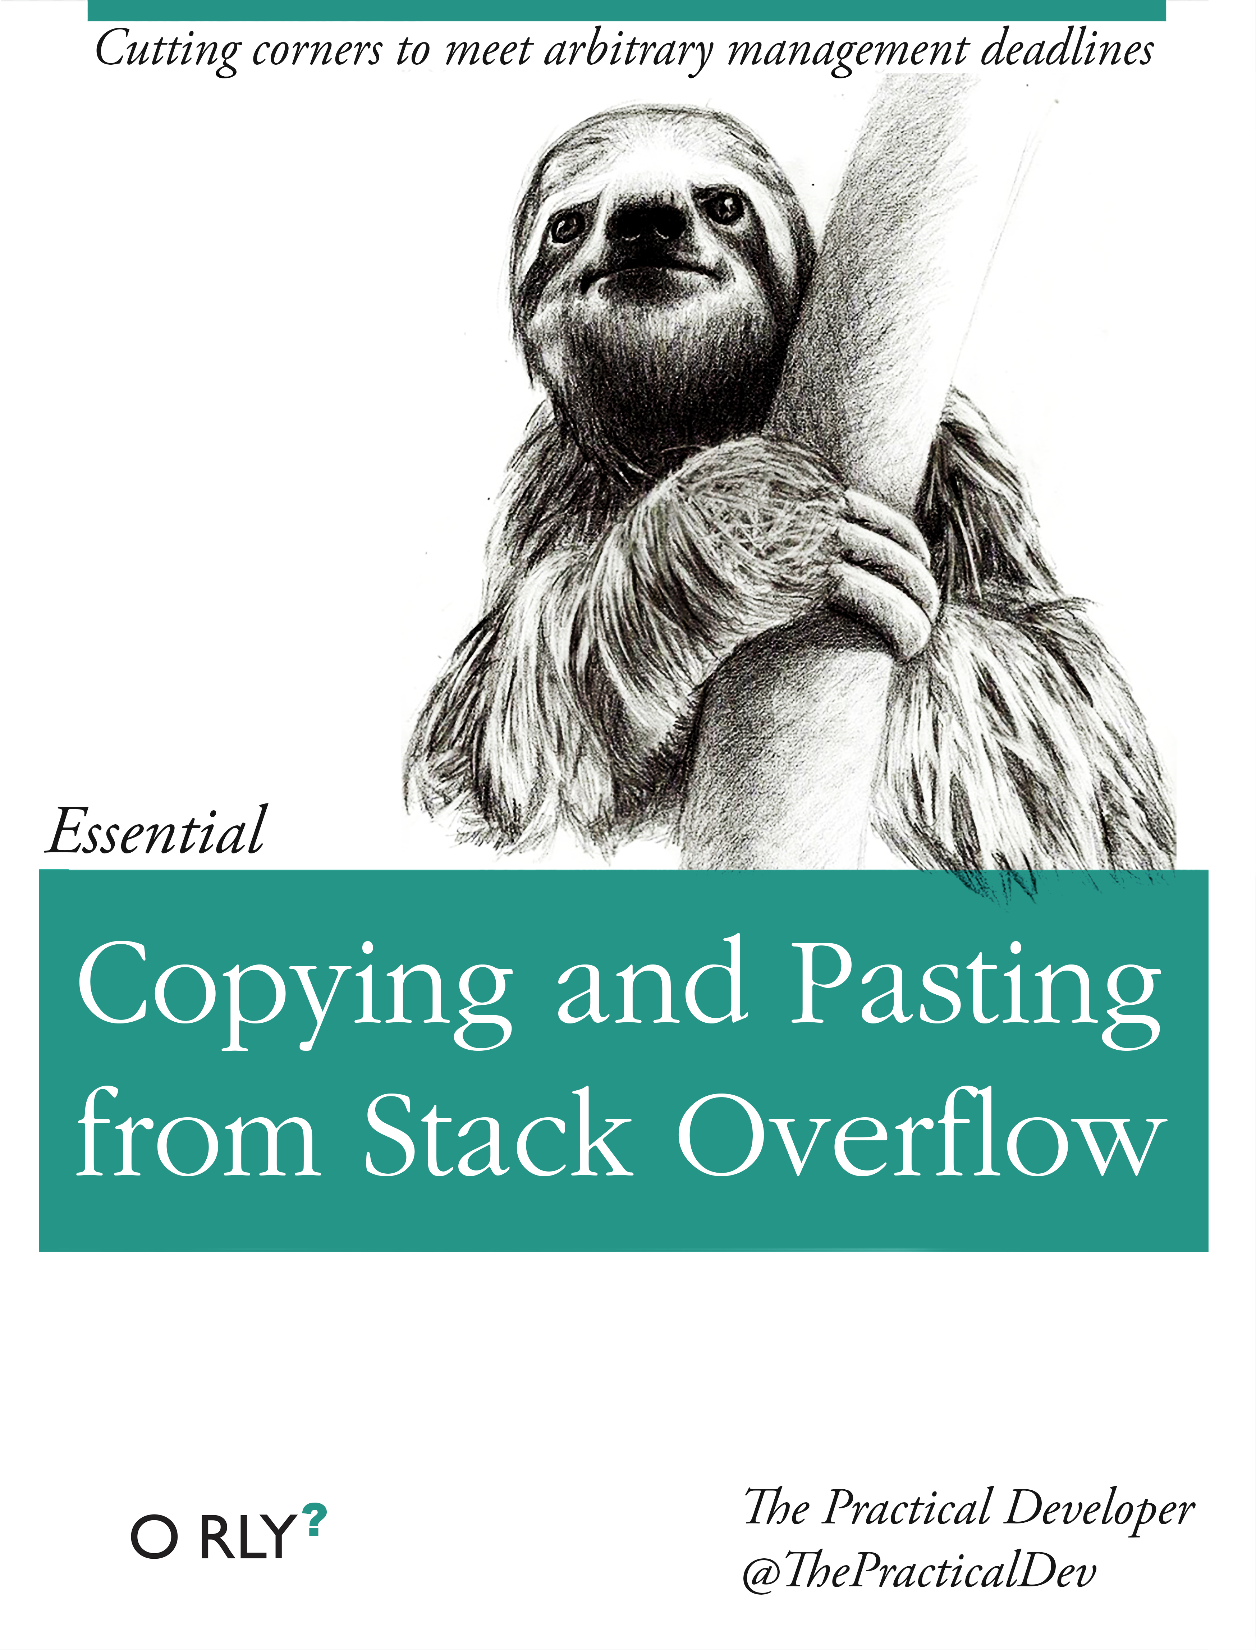 Cutting corners to meet arbitrary management deadlines
Essential
Copying and Pasting
from Stack Overflow
O RLY?
The Practical Developer
@ThePracticalDev